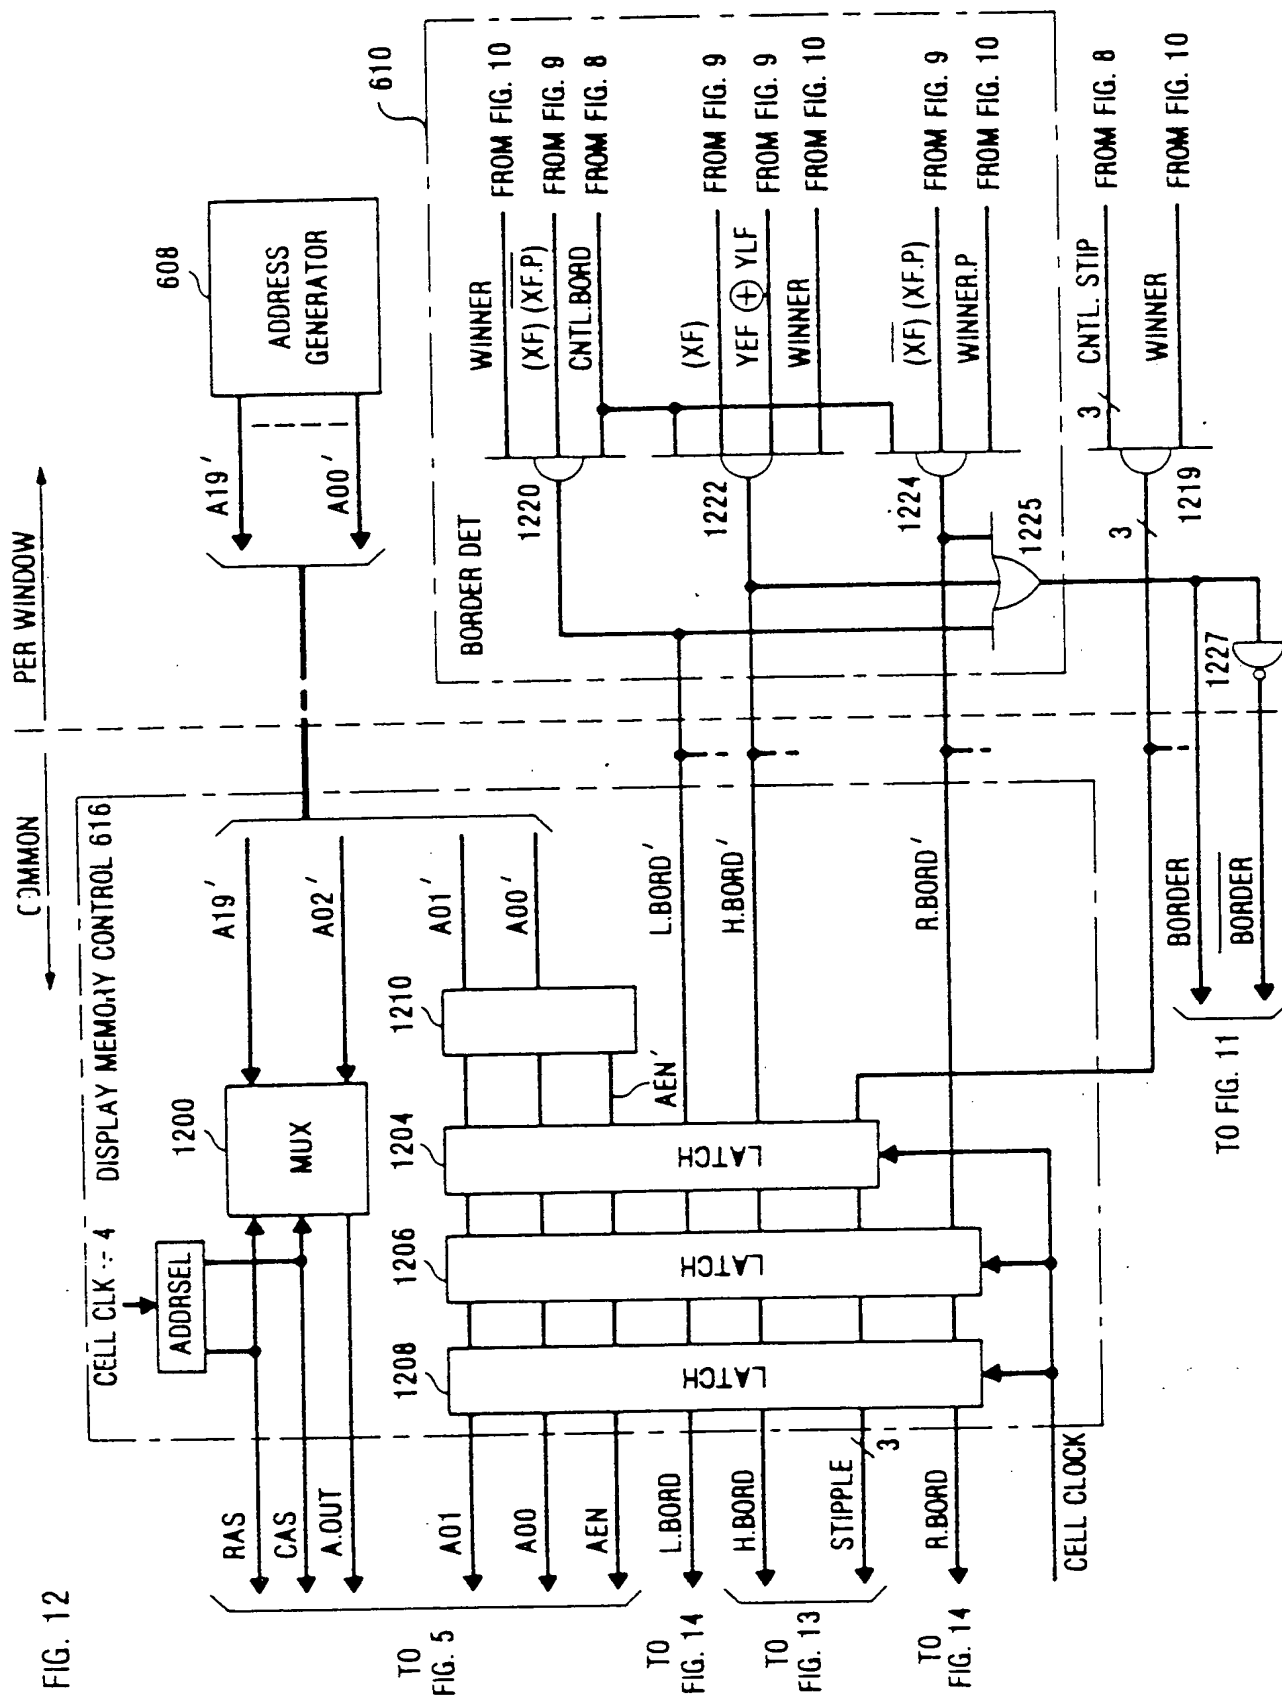 FIG. 12
COMMON
PER WINDOW
CELL CLK ÷ 4
DISPLAY MEMORY CONTROL 616
ADDRSEL
1200
MUX
RAS
CAS
A.OUT
A19'
A02'
A19'
A00'
608
ADDRESS
GENERATOR
A01'
A00'
1210
AEN'
1204
LATCH
1206
LATCH
1208
LATCH
A01
A00
AEN
L.BORD
H.BORD
STIPPLE
3
R.BORD
CELL CLOCK
TO
FIG. 5
TO
FIG. 14
TO
FIG. 13
TO
FIG. 14
L.BORD'
H.BORD'
R.BORD'
BORDER
BORDER
TO FIG. 11
610
BORDER DET
WINNER
FROM FIG. 10
(XF) (XF.P)
FROM FIG. 9
CNTL.BORD
FROM FIG. 8
1220
(XF)
FROM FIG. 9
YEF ⊕ YLF
FROM FIG. 9
WINNER
FROM FIG. 10
1222
(XF) (XF.P)
FROM FIG. 9
WINNER.P
FROM FIG. 10
1224
1225
3
CNTL. STIP
FROM FIG. 8
WINNER
FROM FIG. 10
1219
3
1227